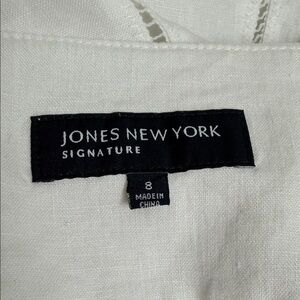 JONES NEW YORK
SIGNATURE
8
MADE IN
CHINA